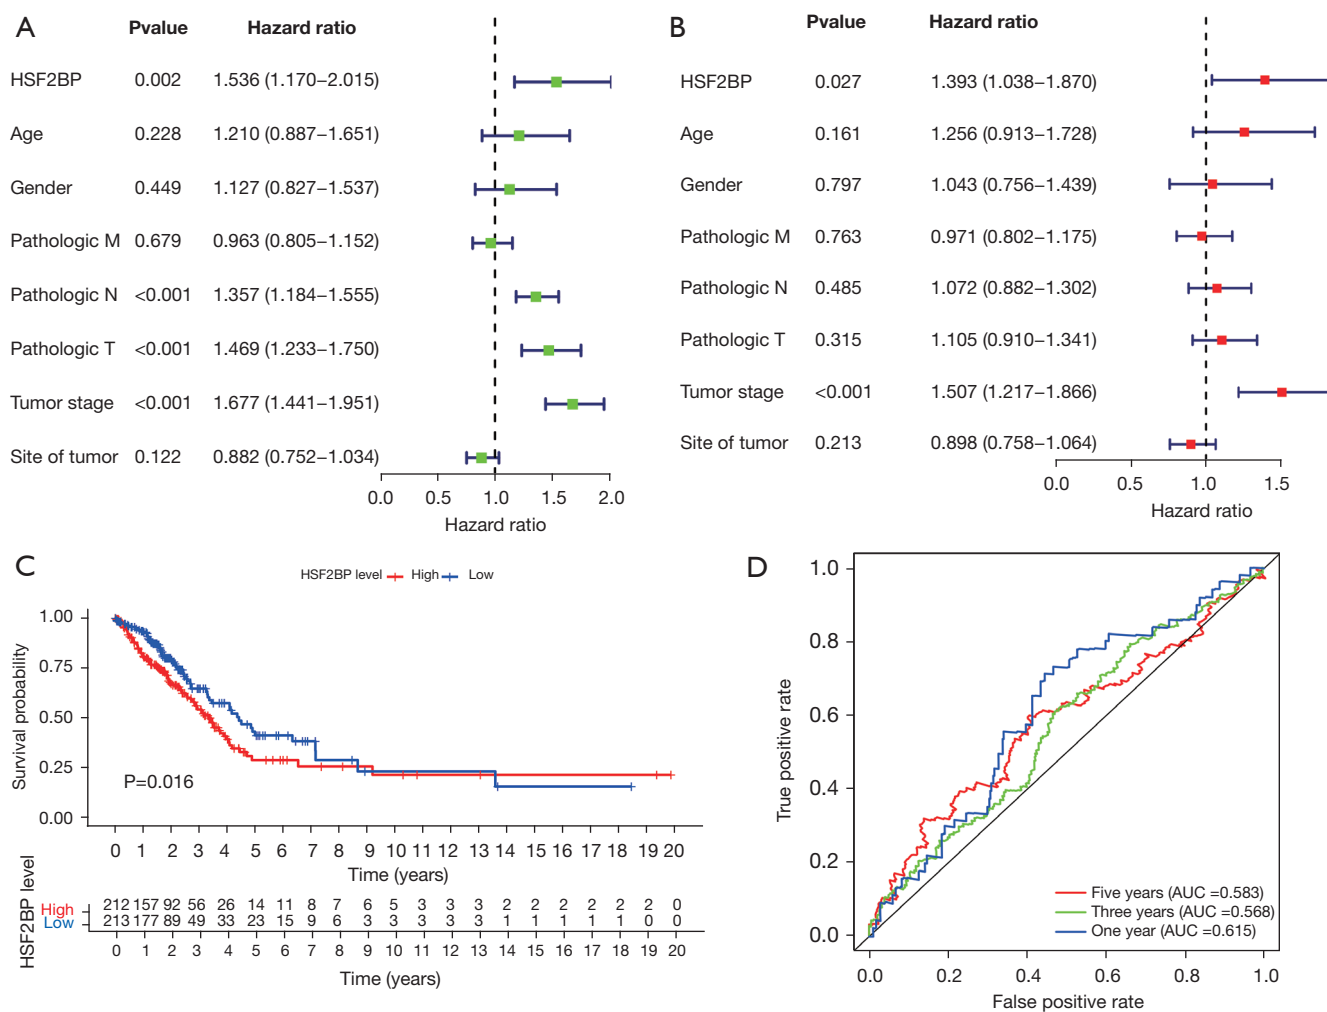 A
Pvalue Hazard ratio
HSF2BP 0.002 1.536 (1.170–2.015)
Age 0.228 1.210 (0.887–1.651)
Gender 0.449 1.127 (0.827–1.537)
Pathologic M 0.679 0.963 (0.805–1.152)
Pathologic N <0.001 1.357 (1.184–1.555)
Pathologic T <0.001 1.469 (1.233–1.750)
Tumor stage <0.001 1.677 (1.441–1.951)
Site of tumor 0.122 0.882 (0.752–1.034)
0.0 0.5 1.0 1.5 2.0
Hazard ratio
B
Pvalue Hazard ratio
HSF2BP 0.027 1.393 (1.038–1.870)
Age 0.161 1.256 (0.913–1.728)
Gender 0.797 1.043 (0.756–1.439)
Pathologic M 0.763 0.971 (0.802–1.175)
Pathologic N 0.485 1.072 (0.882–1.302)
Pathologic T 0.315 1.105 (0.910–1.341)
Tumor stage <0.001 1.507 (1.217–1.866)
Site of tumor 0.213 0.898 (0.758–1.064)
0.0 0.5 1.0 1.5
Hazard ratio
C
HSF2BP level High Low
Survival probability
1.00
0.75
0.50
0.25
0.00
P=0.016
0 1 2 3 4 5 6 7 8 9 10 11 12 13 14 15 16 17 18 19 20
Time (years)
HSF2BP level
High 212 157 92 56 26 14 11 8 7 6 5 3 3 3 2 2 2 2 2 2 0
Low 213 177 89 49 33 23 15 9 6 3 3 3 3 3 1 1 1 1 1 0 0
0 1 2 3 4 5 6 7 8 9 10 11 12 13 14 15 16 17 18 19 20
Time (years)
D
True positive rate
1.0
0.8
0.6
0.4
0.2
0.0
Five years (AUC =0.583)
Three years (AUC =0.568)
One year (AUC =0.615)
0.0 0.2 0.4 0.6 0.8 1.0
False positive rate